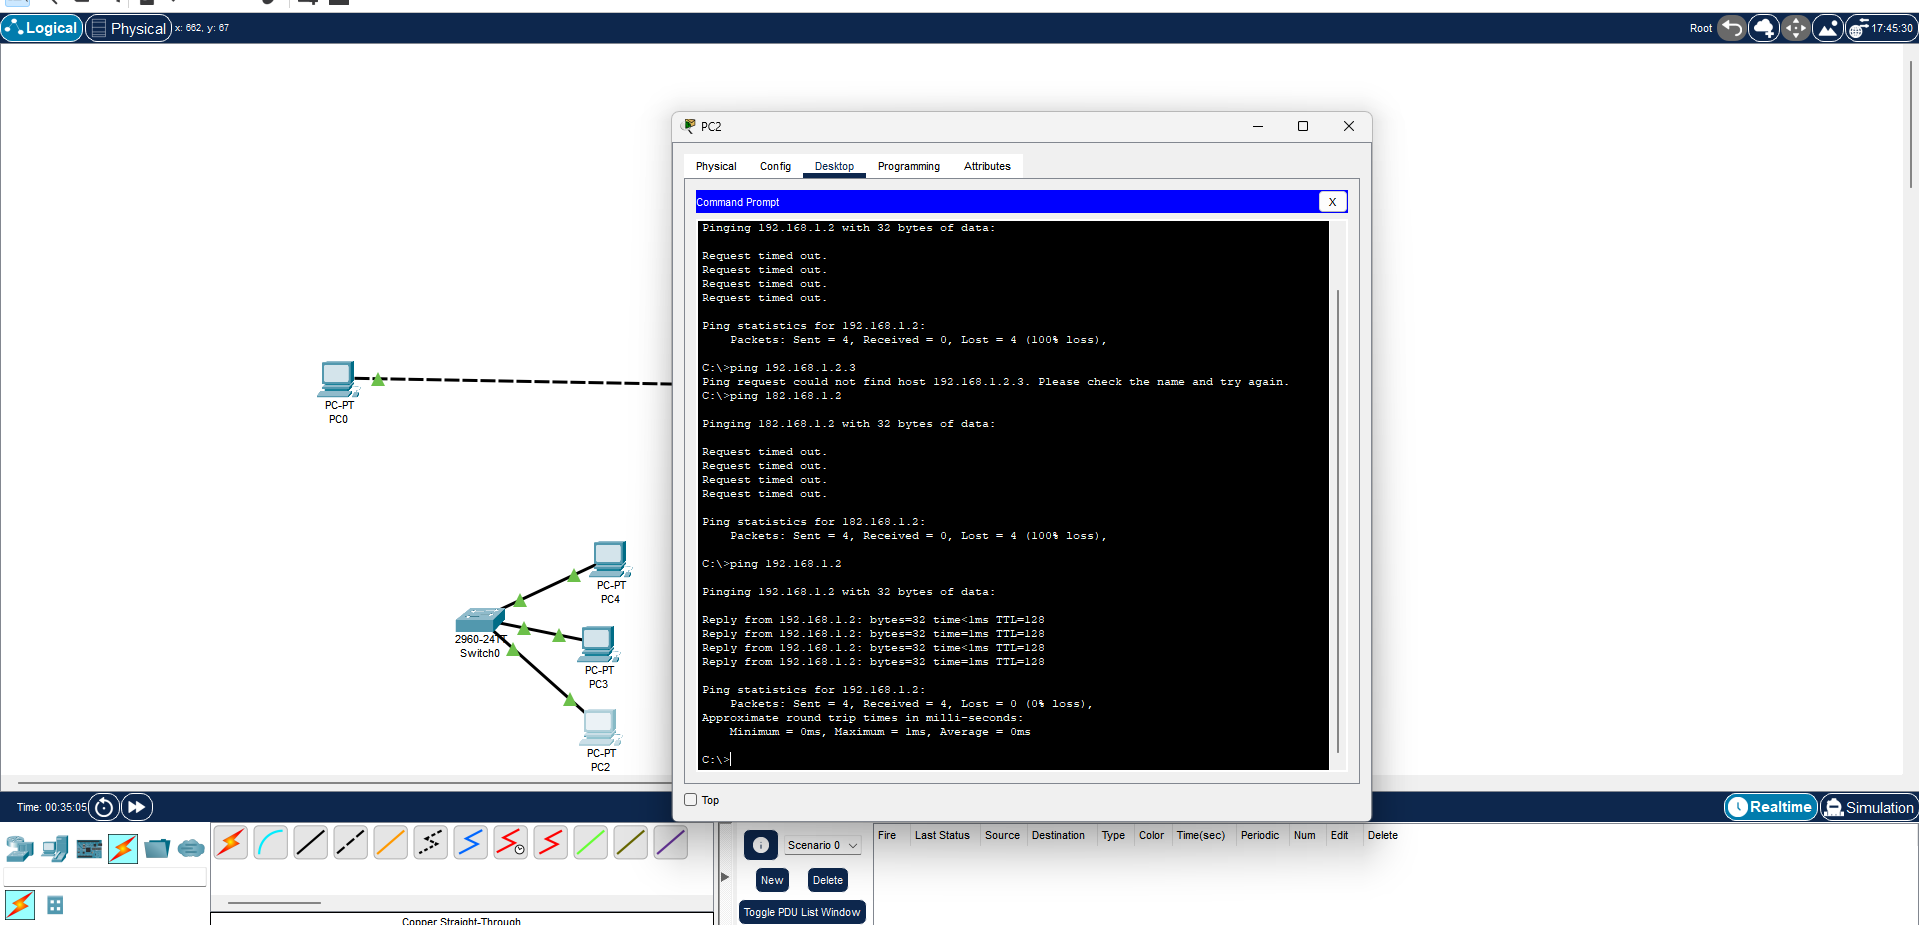 Logical
Physical
x: 662, y: 67
Root
17:45:30
PC2
Physical
Config
Desktop
Programming
Attributes
Command Prompt
X
Pinging 192.168.1.2 with 32 bytes of data:
Request timed out.
Request timed out.
Request timed out.
Request timed out.
Ping statistics for 192.168.1.2:
Packets: Sent = 4, Received = 0, Lost = 4 (100% loss),
C:\>ping 192.168.1.2.3
Ping request could not find host 192.168.1.2.3. Please check the name and try again.
C:\>ping 182.168.1.2
Pinging 182.168.1.2 with 32 bytes of data:
Request timed out.
Request timed out.
Request timed out.
Request timed out.
Ping statistics for 182.168.1.2:
Packets: Sent = 4, Received = 0, Lost = 4 (100% loss),
C:\>ping 192.168.1.2
Pinging 192.168.1.2 with 32 bytes of data:
Reply from 192.168.1.2: bytes=32 time<1ms TTL=128
Reply from 192.168.1.2: bytes=32 time=1ms TTL=128
Reply from 192.168.1.2: bytes=32 time<1ms TTL=128
Reply from 192.168.1.2: bytes=32 time=1ms TTL=128
Ping statistics for 192.168.1.2:
Packets: Sent = 4, Received = 4, Lost = 0 (0% loss),
Approximate round trip times in milli-seconds:
Minimum = 0ms, Maximum = 1ms, Average = 0ms
C:\>
Top
PC-PT
PC0
PC-PT
PC4
2960-24TT
Switch0
PC-PT
PC3
PC-PT
PC2
Time: 00:35:05
Realtime
Simulation
Scenario 0
New
Delete
Toggle PDU List Window
Fire
Last Status
Source
Destination
Type
Color
Time(sec)
Periodic
Num
Edit
Delete
Copper Straight-Through